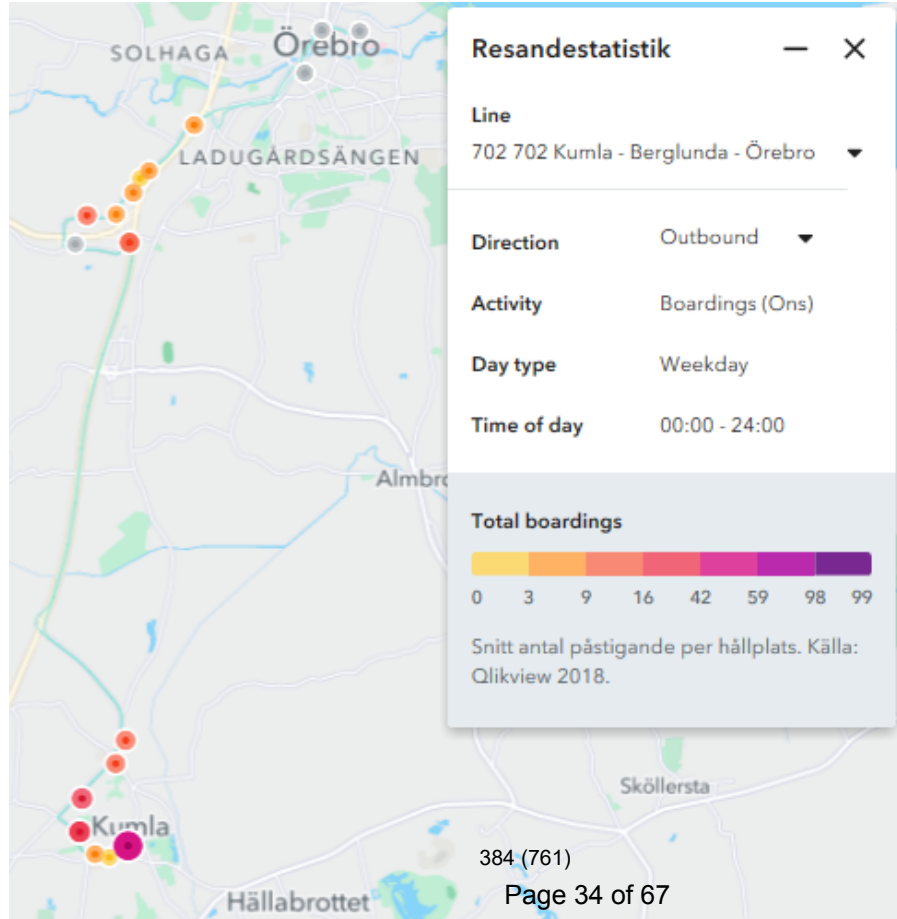 SOLHAGA
Örebro
LADUGÅRDSÄNGEN
Almbro
Kumla
Sköllersta
Hällabrottet
Resandestatistik
Line
702 702 Kumla - Berglunda - Örebro
Direction Outbound
Activity Boardings (Ons)
Day type Weekday
Time of day 00:00 - 24:00
Total boardings
0 3 9 16 42 59 98 99
Snitt antal påstigande per hållplats. Källa:
Qlikview 2018.
384 (761)
Page 34 of 67